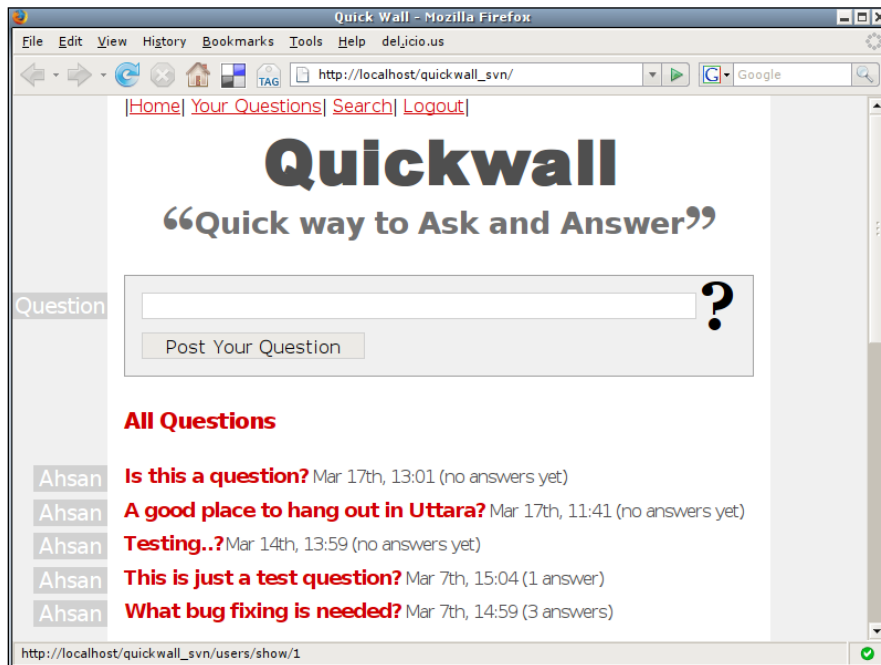 Quick Wall - Mozilla Firefox
File Edit View History Bookmarks Tools Help del.icio.us
TAG http://localhost/quickwall_svn/ G Google
|Home| Your Questions| Search| Logout|
Quickwall
“Quick way to Ask and Answer”
Question ?
Post Your Question
All Questions
Ahsan Is this a question? Mar 17th, 13:01 (no answers yet)
Ahsan A good place to hang out in Uttara? Mar 17th, 11:41 (no answers yet)
Ahsan Testing..? Mar 14th, 13:59 (no answers yet)
Ahsan This is just a test question? Mar 7th, 15:04 (1 answer)
Ahsan What bug fixing is needed? Mar 7th, 14:59 (3 answers)
http://localhost/quickwall_svn/users/show/1